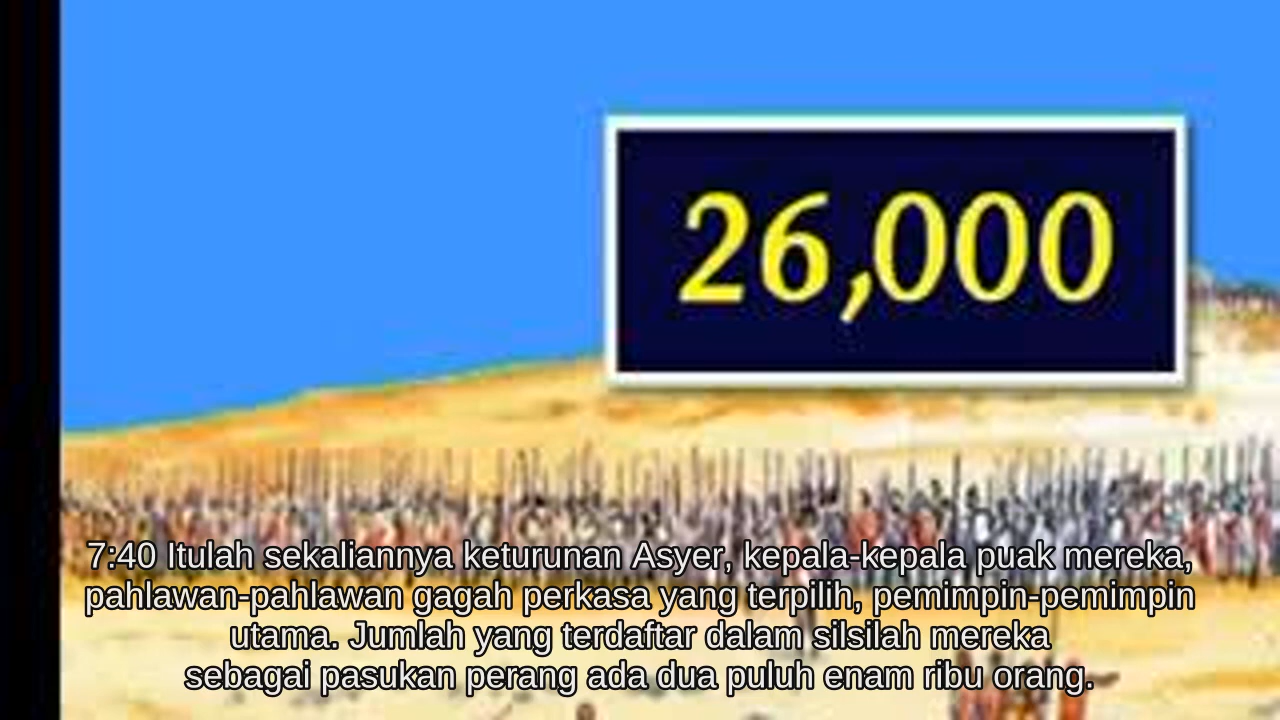 26,000
7:40 Itulah sekaliannya keturunan Asyer, kepala-kepala puak mereka,
pahlawan-pahlawan gagah perkasa yang terpilih, pemimpin-pemimpin
utama. Jumlah yang terdaftar dalam silsilah mereka
sebagai pasukan perang ada dua puluh enam ribu orang.